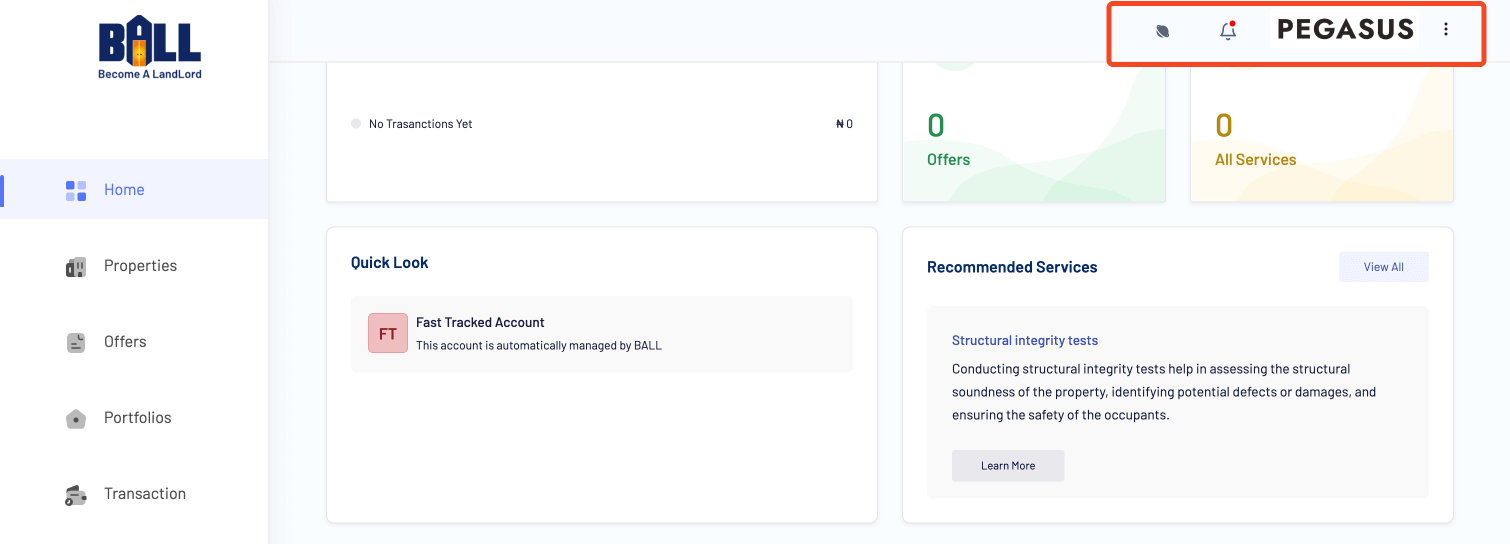 BALL
Become A LandLord
PEGASUS
Home
Properties
Offers
Portfolios
Transaction
No Trasanctions Yet
₦ 0
0
Offers
0
All Services
Quick Look
FT
Fast Tracked Account
This account is automatically managed by BALL
Recommended Services
View All
Structural integrity tests
Conducting structural integrity tests help in assessing the structural
soundness of the property, identifying potential defects or damages, and
ensuring the safety of the occupants.
Learn More